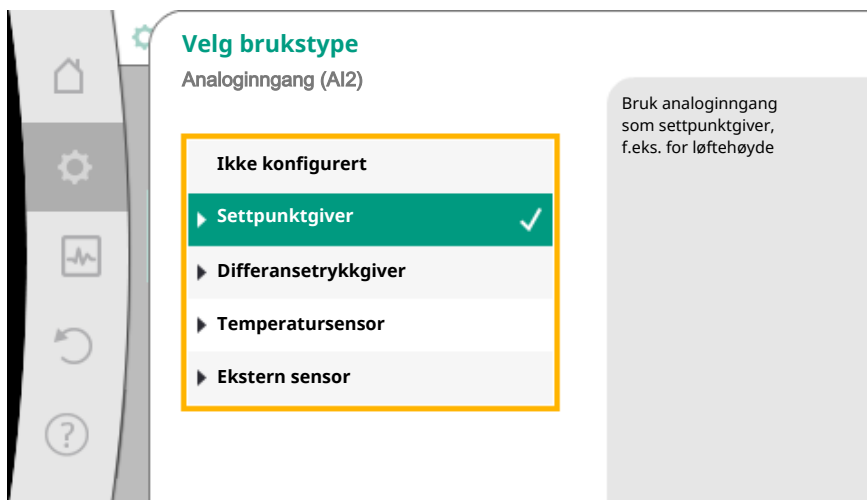 Velg brukstype
Analoginngang (AI2)
Ikke konfigurert
Settpunktgiver
Differansetrykkgiver
Temperatursensor
Ekstern sensor
Bruk analoginngang
som settpunktgiver,
f.eks. for løftehøyde
?